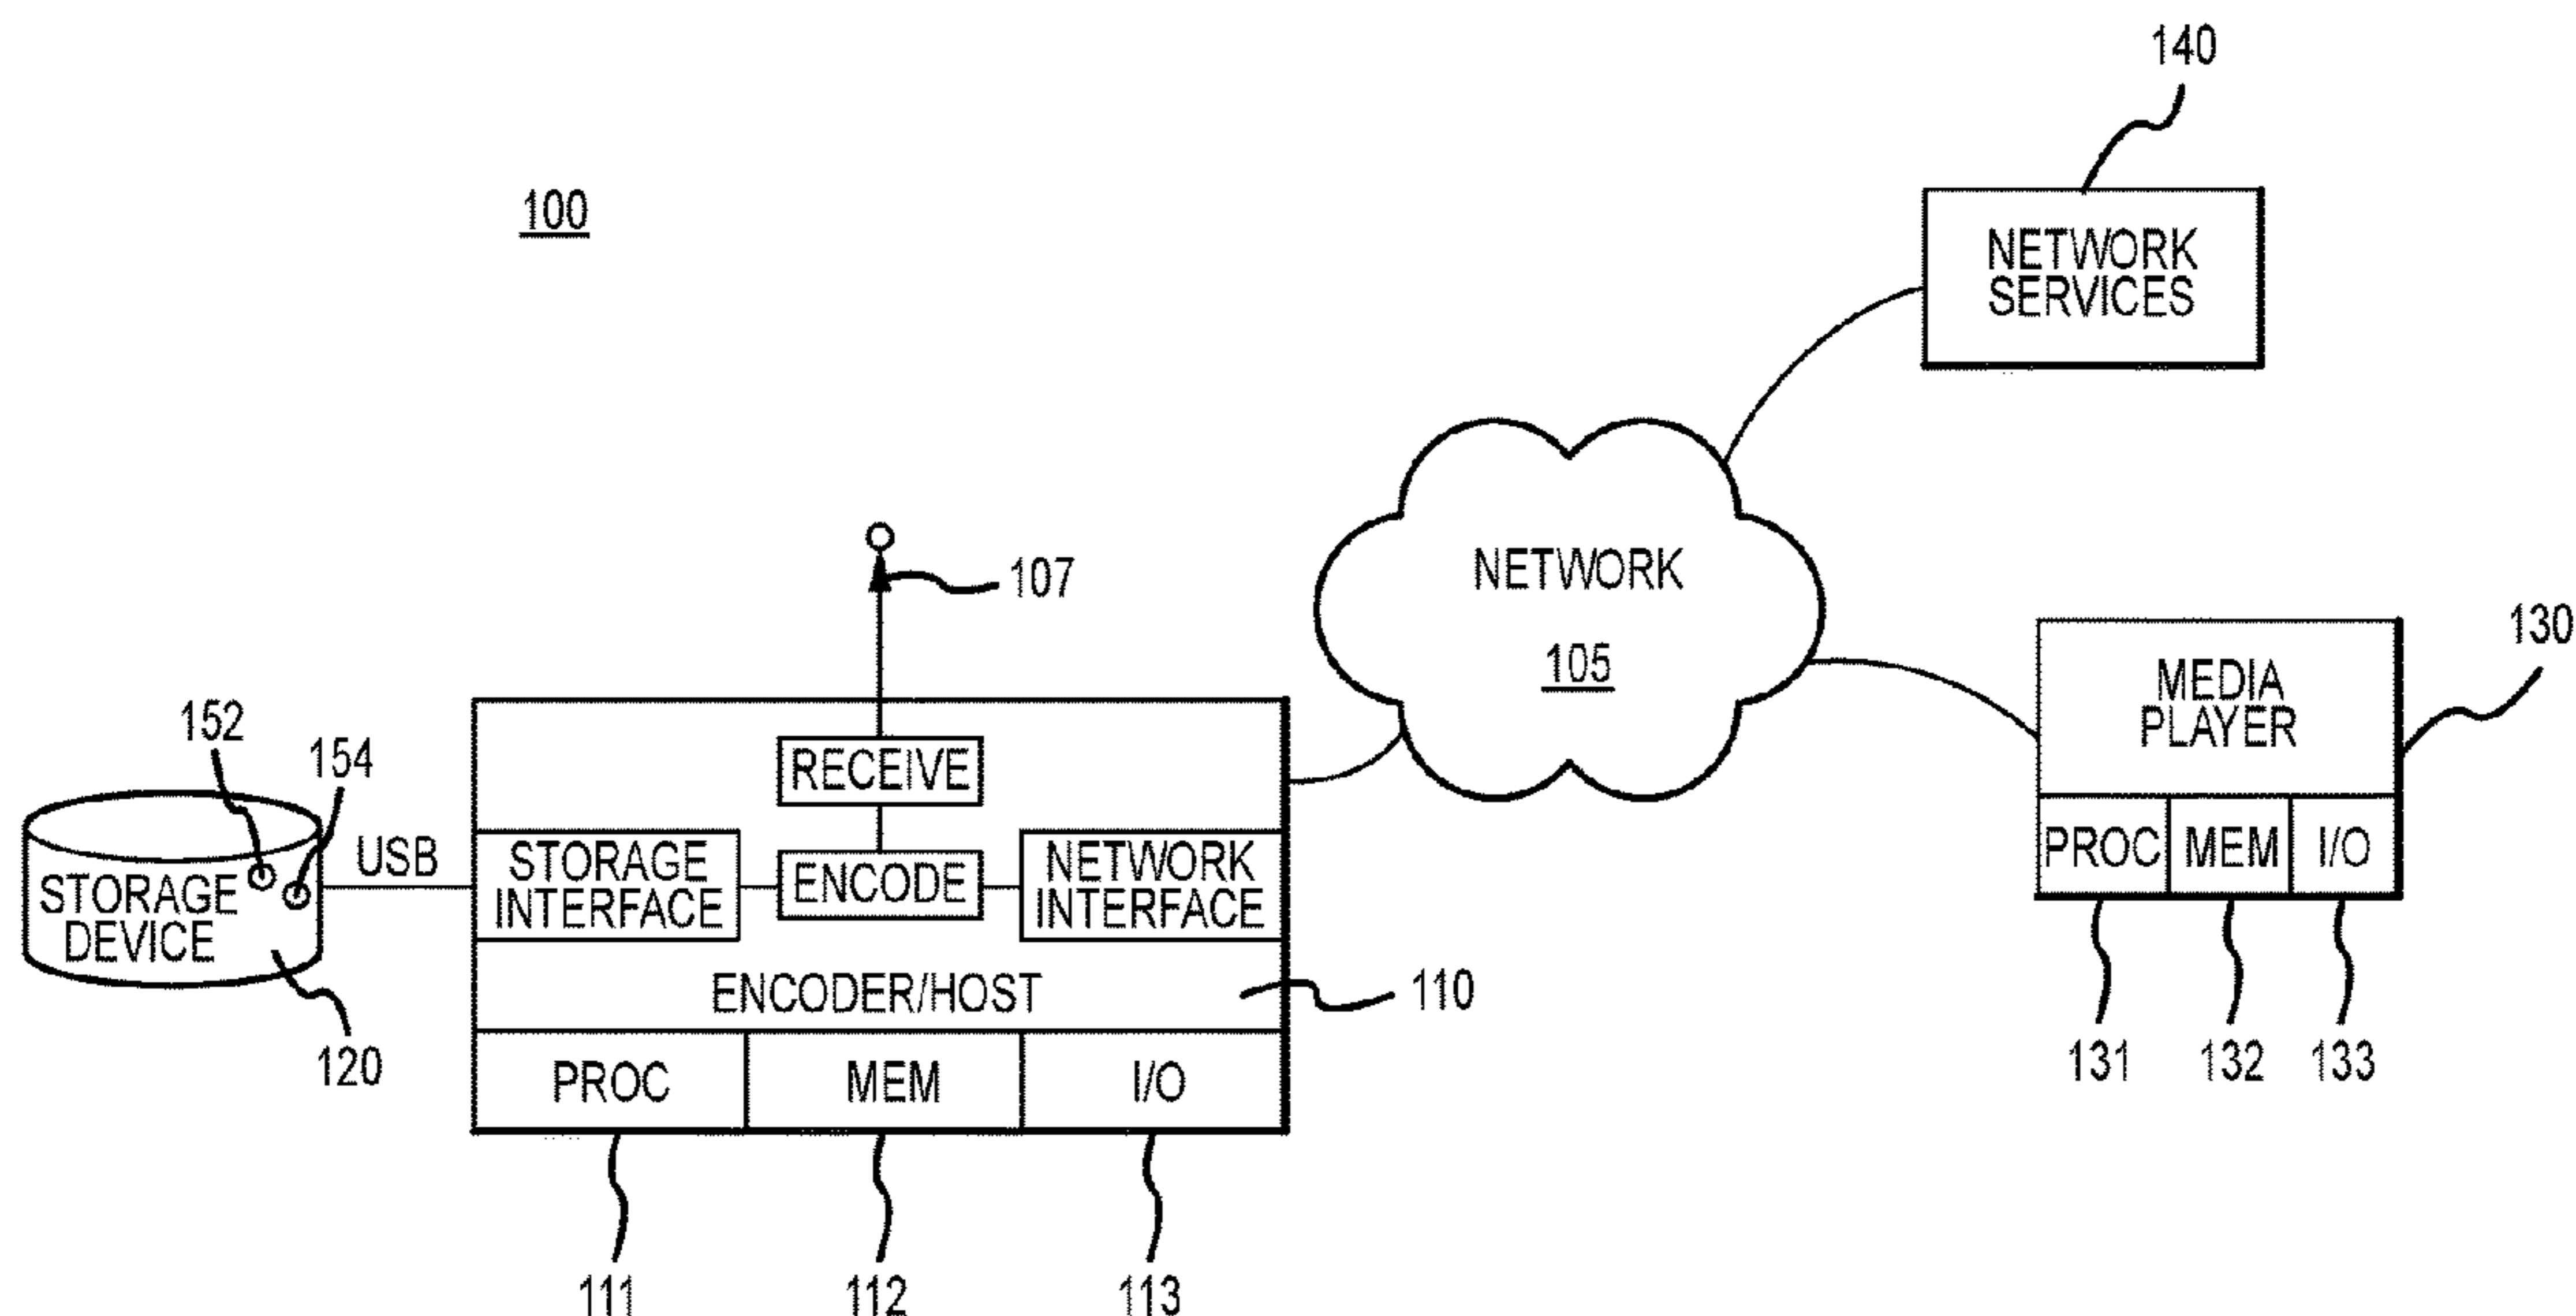 140
100
NETWORK
SERVICES
107
NETWORK
105
130
MEDIA
PLAYER
152
154
RECEIVE
USB
STORAGE
INTERFACE
ENCODE
NETWORK
INTERFACE
PROC
MEM
I/O
STORAGE
DEVICE
ENCODER/HOST
110
120
131
132
133
PROC
MEM
I/O
111
112
113